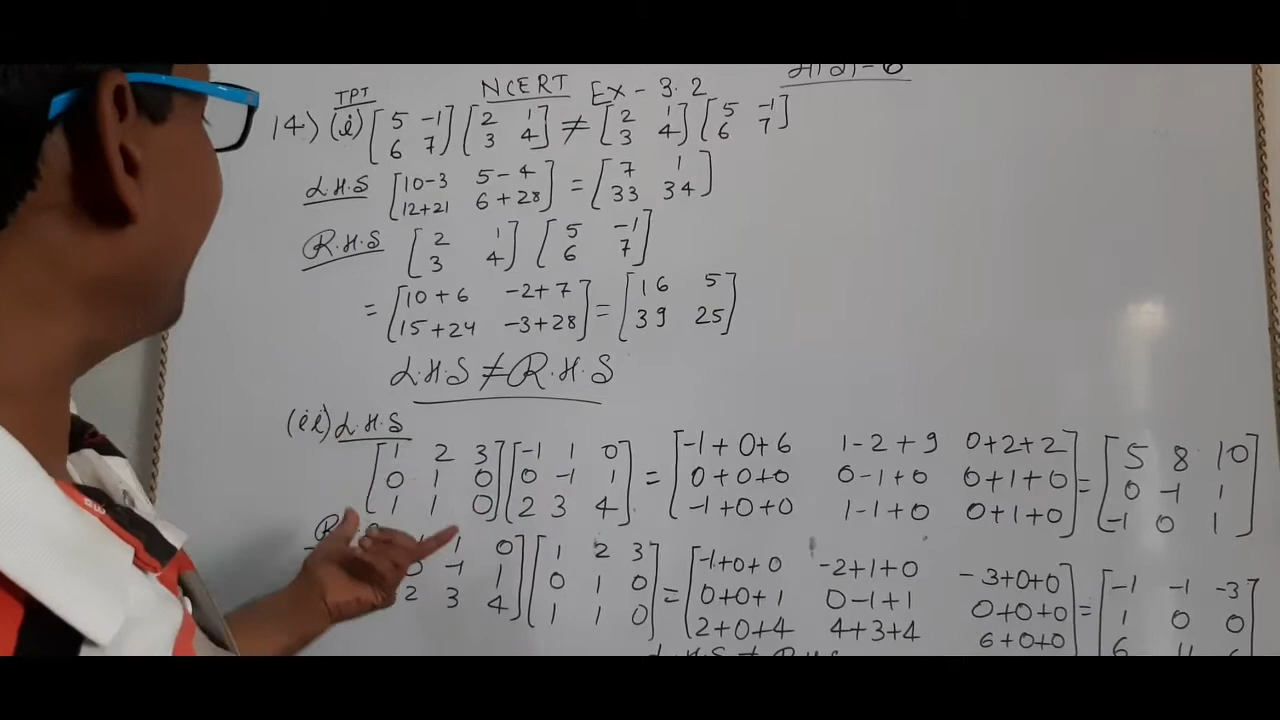 NCERT Ex - 3.2
TPT
14) (i) [5 -1; 6 7] [2 1; 3 4] ≠ [2 1; 3 4] [5 -1; 6 7]
L.H.S [10-3 5-4; 12+21 6+28] = [7 1; 33 34]
R.H.S [2 1; 3 4] [5 -1; 6 7]
= [10+6 -2+7; 15+24 -3+28] = [16 5; 39 25]
L.H.S ≠ R.H.S
(ii) L.H.S
[1 2 3; 0 1 0; 1 1 0] [-1 1 0; 0 -1 1; 2 3 4] = [-1+0+6 1-2+9 0+2+2; 0+0+0 0-1+0 0+1+0; -1+0+0 1-1+0 0+1+0] = [5 8 10; 0 -1 1; -1 0 1]
1 0; 0 -1 1; 2 3 4] [1 2 3; 0 1 0; 1 1 0] = [-1+0+0 -2+1+0 -3+0+0; 0+0+1 0-1+1 0+0+0; 2+0+4 4+3+4 6+0+0] = [-1 -1 -3; 1 0 0; 6 11